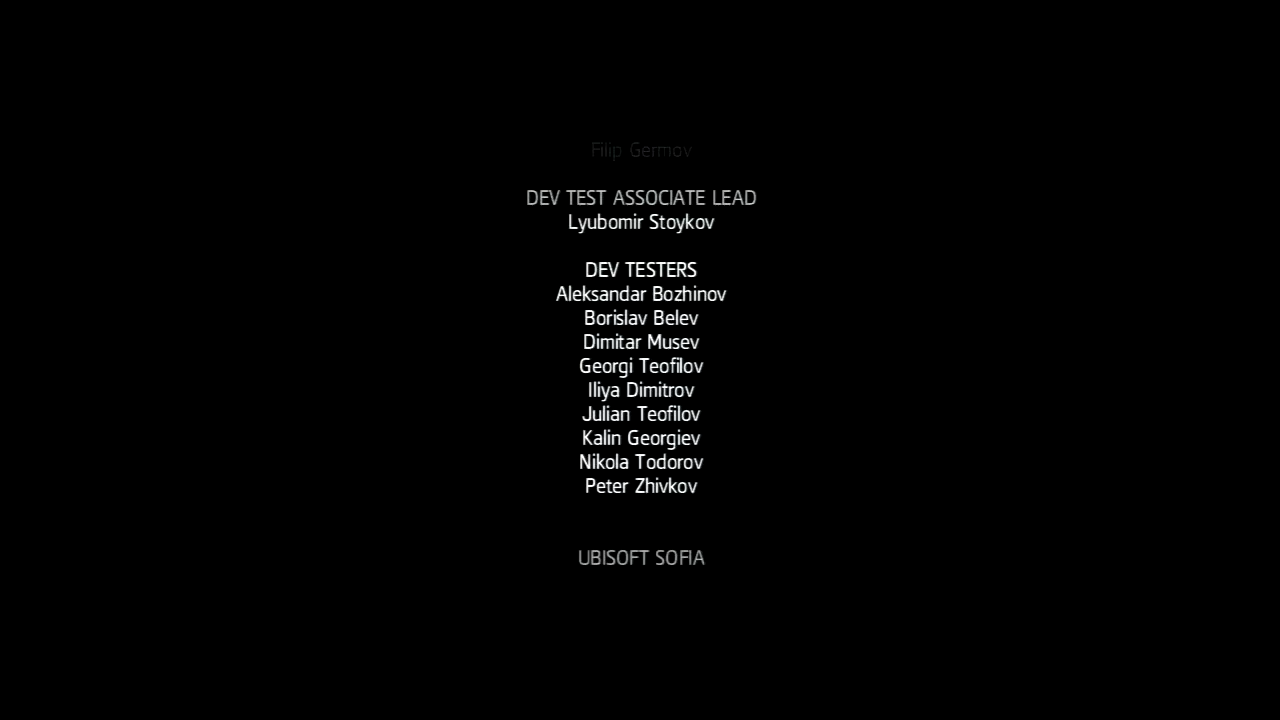 Filip Germov
DEV TEST ASSOCIATE LEAD
Lyubomir Stoykov
DEV TESTERS
Aleksandar Bozhinov
Borislav Belev
Dimitar Musev
Georgi Teofilov
Iliya Dimitrov
Julian Teofilov
Kalin Georgiev
Nikola Todorov
Peter Zhivkov
UBISOFT SOFIA